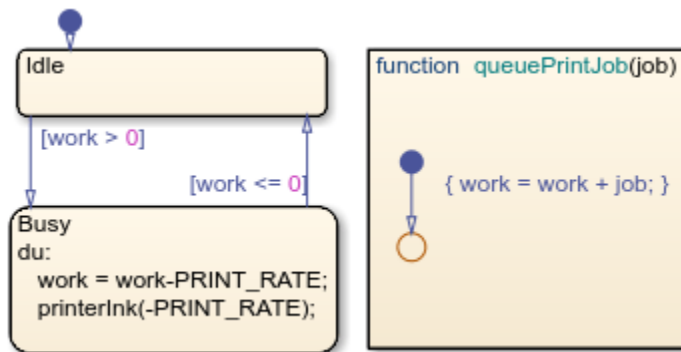 Idle
[work > 0]
[work <= 0]
Busy
du:
work = work-PRINT_RATE;
printerInk(-PRINT_RATE);
function queuePrintJob(job)
{ work = work + job; }